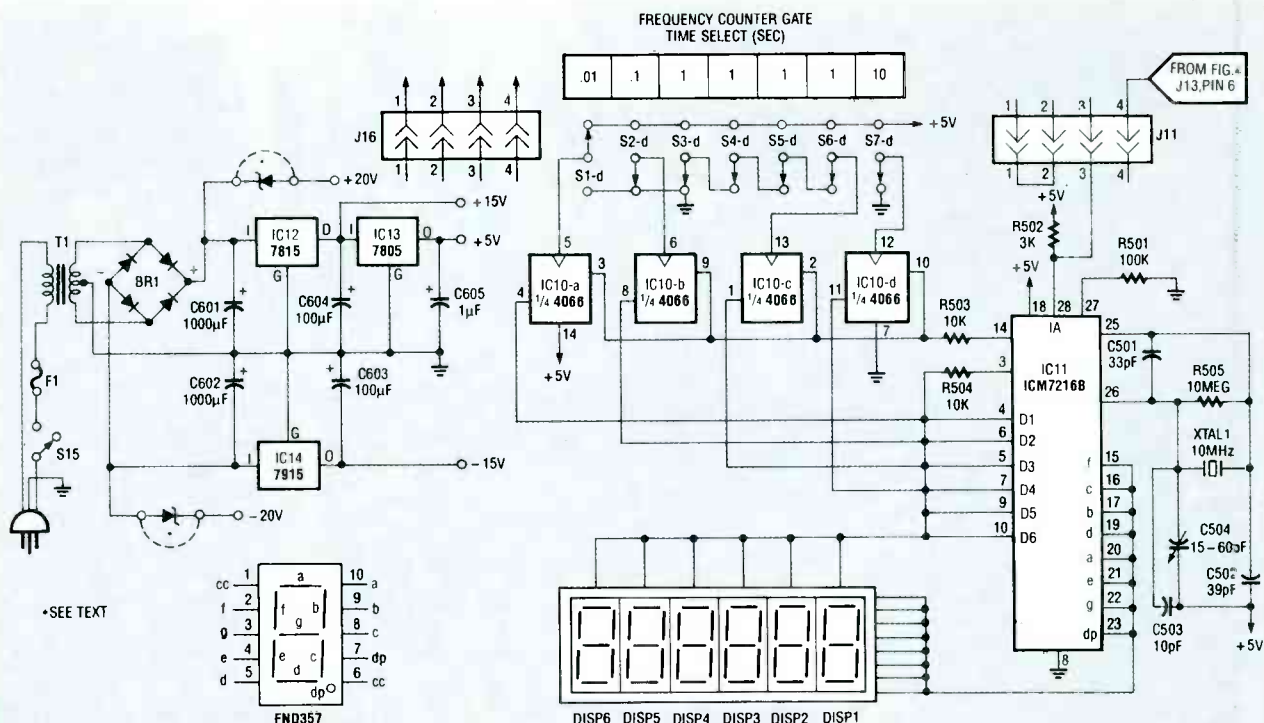 FREQUENCY COUNTER GATE
TIME SELECT (SEC)
.01 .1 1 1 1 1 10
FROM FIG.
J13, PIN 6
1 2 3 4
J16
1 2 3 4
1 2 3 4
J11
1 4
+5V
S2-d S3-d S4-d S5-d S6-d S7-d
S1-d
+20V
+15V
+5V
T1
BR1
- +
I IC12 7815 D
G
I IC13 7805 O
G
C601
1000µF
C604
100µF
C605
1µF
C602
1000µF
C603
100µF
F1
S15
G
I IC14 7915 O
-15V
-20V
5 6 13 12
4 IC10-a 3
¼ 4066
14
+5V
8 IC10-b 9
¼ 4066
1 IC10-c 2
¼ 4066
11 IC10-d 10
¼ 4066
7
+5V
R502
3K
R501
100K
+5V
18 28 27
R503
10K
14
IA
25
C501
33pF
R504
10K
3
IC11
ICM7216B
26
R505
10MEG
XTAL1
10MHz
4 D1
6 D2
5 D3
7 D4
9 D5
10 D6
f 15
c 16
b 17
d 19
a 20
e 21
g 22
dp 23
8
C504
15–60pF
39pF
C503
10pF
+5V
*SEE TEXT
1 cc
2 f
3 g
4 e
5 d
10 a
9 b
8 c
7 dp
6 cc
a
f b
g
e c
d
dp
FND357
DISP6 DISP5 DISP4 DISP3 DISP2 DISP1